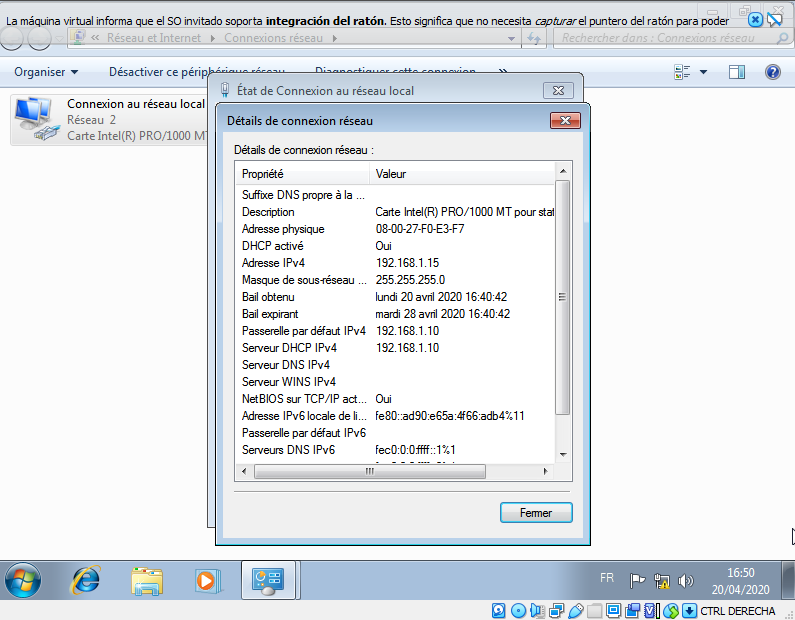 La máquina virtual informa que el SO invitado soporta integración del ratón. Esto significa que no necesita capturar el puntero del ratón para poder
« Réseau et Internet Connexions réseau
Rechercher dans : Connexions réseau
Organiser Désactiver ce périphérique réseau Diagnostiquer cette connexion »
Connexion au réseau local
Réseau 2
Carte Intel(R) PRO/1000 MT
État de Connexion au réseau local
Détails de connexion réseau
Détails de connexion réseau :
Propriété Valeur
Suffixe DNS propre à la ...
Description Carte Intel(R) PRO/1000 MT pour stat
Adresse physique 08-00-27-F0-E3-F7
DHCP activé Oui
Adresse IPv4 192.168.1.15
Masque de sous-réseau ... 255.255.255.0
Bail obtenu lundi 20 avril 2020 16:40:42
Bail expirant mardi 28 avril 2020 16:40:42
Passerelle par défaut IPv4 192.168.1.10
Serveur DHCP IPv4 192.168.1.10
Serveur DNS IPv4
Serveur WINS IPv4
NetBIOS sur TCP/IP act... Oui
Adresse IPv6 locale de li... fe80::ad90:e65a:4f66:adb4%11
Passerelle par défaut IPv6
Serveurs DNS IPv6 fec0:0:0:ffff::1%1
Fermer
FR 16:50
20/04/2020
CTRL DERECHA